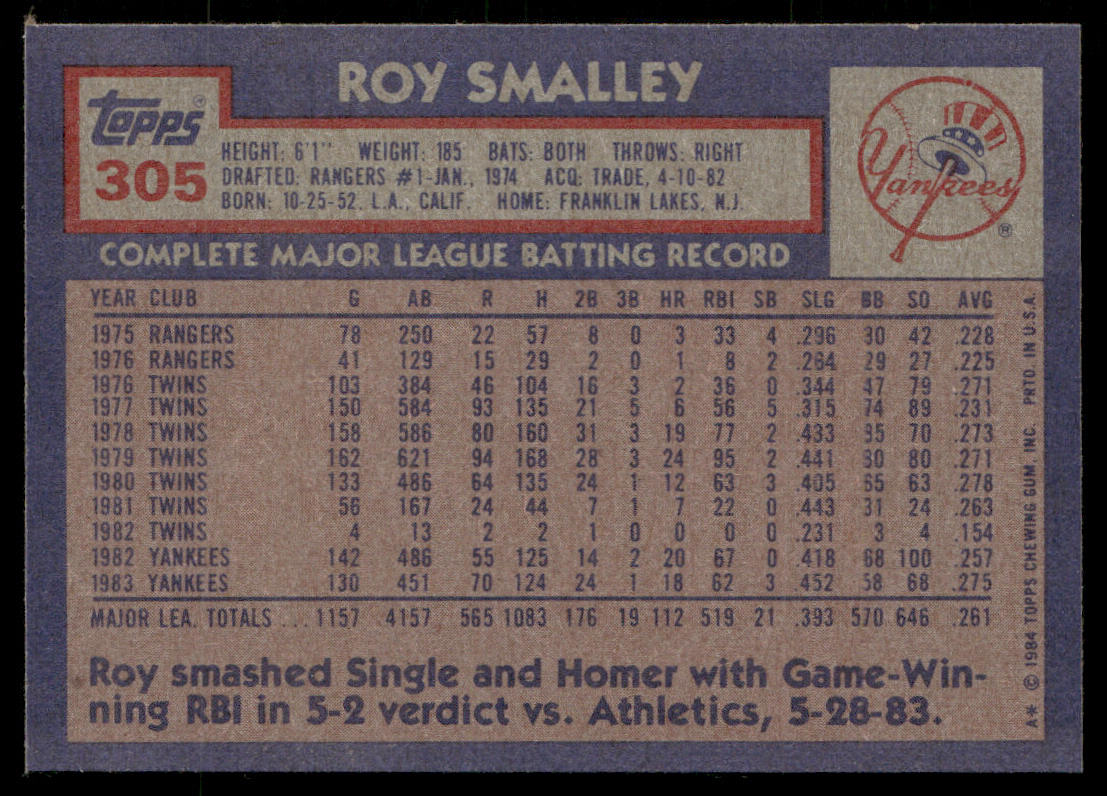 ROY SMALLEY
Topps
305
HEIGHT: 6'1" WEIGHT: 185 BATS: BOTH THROWS: RIGHT
DRAFTED: RANGERS #1-JAN., 1974 ACQ: TRADE, 4-10-82
BORN: 10-25-52, L.A., CALIF. HOME: FRANKLIN LAKES, N.J.
Yankees
®
COMPLETE MAJOR LEAGUE BATTING RECORD
YEAR CLUB G AB R H 2B 3B HR RBI SB SLG BB SO AVG
1975 RANGERS 78 250 22 57 8 0 3 33 4 .296 30 42 .228
1976 RANGERS 41 129 15 29 2 0 1 8 2 .264 29 27 .225
1976 TWINS 103 384 46 104 16 3 2 36 0 .344 47 79 .271
1977 TWINS 150 584 93 135 21 5 6 56 5 .315 74 89 .231
1978 TWINS 158 586 80 160 31 3 19 77 2 .433 85 70 .273
1979 TWINS 162 621 94 168 28 3 24 95 2 .441 80 80 .271
1980 TWINS 133 486 64 135 24 1 12 63 3 .405 65 63 .278
1981 TWINS 56 167 24 44 7 1 7 22 0 .443 31 24 .263
1982 TWINS 4 13 2 2 1 0 0 0 0 .231 3 4 .154
1982 YANKEES 142 486 55 125 14 2 20 67 0 .418 68 100 .257
1983 YANKEES 130 451 70 124 24 1 18 62 3 .452 58 68 .275
MAJOR LEA. TOTALS ... 1157 4157 565 1083 176 19 112 519 21 .393 570 646 .261
Roy smashed Single and Homer with Game-Win-
ning RBI in 5-2 verdict vs. Athletics, 5-28-83.
A* © 1984 TOPPS CHEWING GUM, INC. PRTD. IN U.S.A.